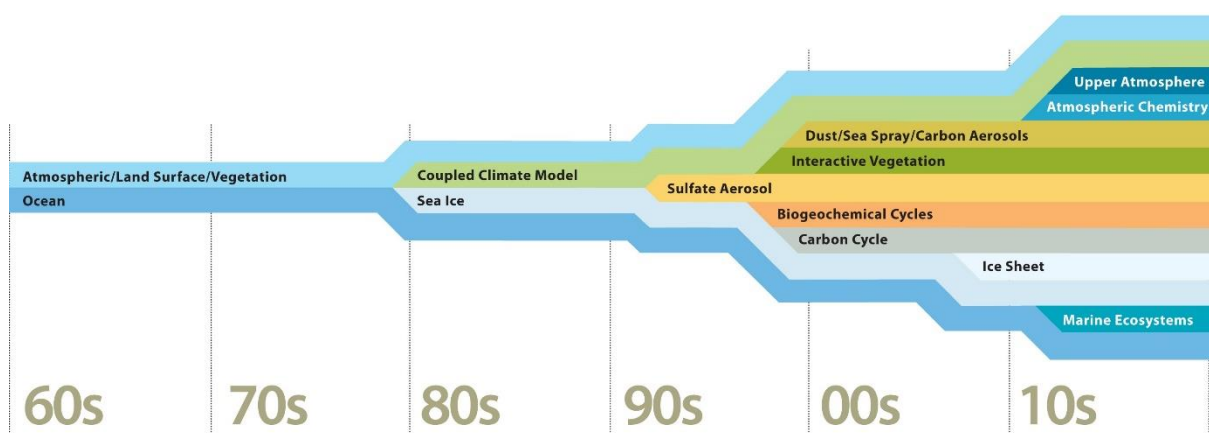 Upper Atmosphere
Atmospheric Chemistry
Dust/Sea Spray/Carbon Aerosols
Interactive Vegetation
Atmospheric/Land Surface/Vegetation
Coupled Climate Model
Sulfate Aerosol
Ocean
Sea Ice
Biogeochemical Cycles
Carbon Cycle
Ice Sheet
Marine Ecosystems
60s
70s
80s
90s
00s
10s